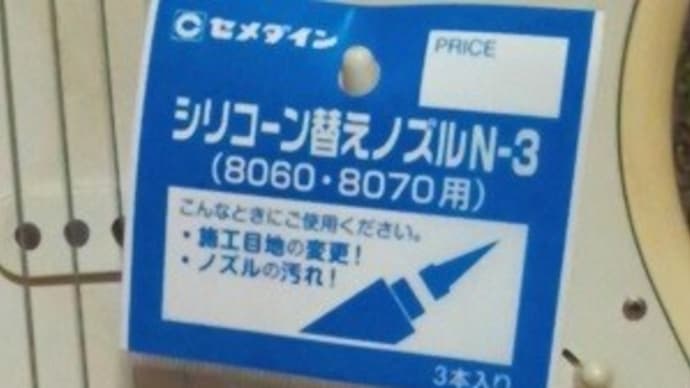 セメダイン
PRICE
シリコーン替えノズルN-3
(8060・8070用)
こんなときにご使用ください。
・施工目地の変更!
・ノズルの汚れ!
3本入り